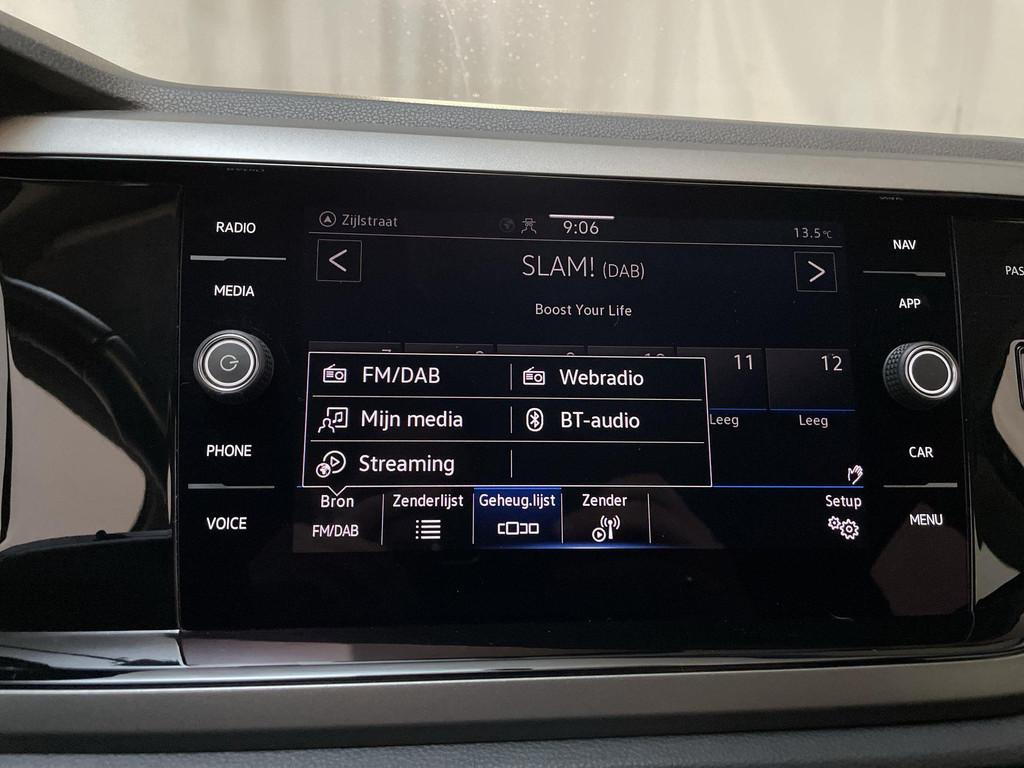 RADIO
MEDIA
PHONE
VOICE
Zijlstraat
9:06
13.5°C
SLAM! (DAB)
Boost Your Life
11
12
Leeg
Leeg
FM/DAB
Webradio
Mijn media
BT-audio
Streaming
Bron
FM/DAB
Zenderlijst
Geheug.lijst
Zender
Setup
NAV
APP
CAR
MENU
PAS